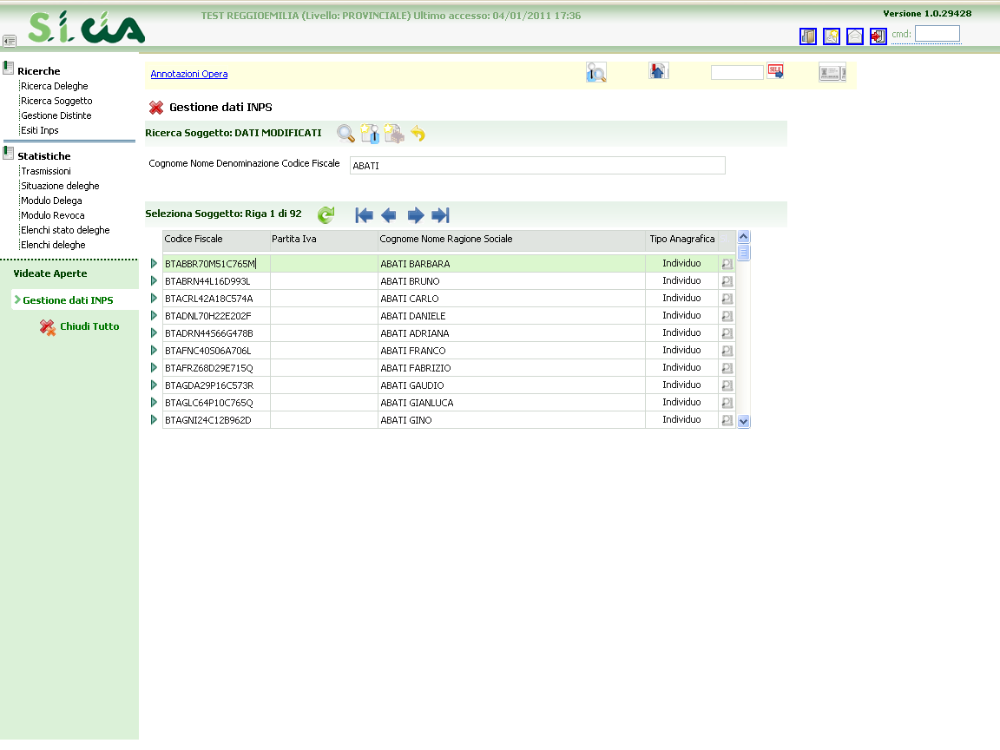 S.I. CIA
TEST REGGIOEMILIA (Livello: PROVINCIALE) Ultimo accesso: 04/01/2011 17:36
Versione 1.0.29428
cmd:
Ricerche
Ricerca Deleghe
Ricerca Soggetto
Gestione Distinte
Esiti Inps
Statistiche
Trasmissioni
Situazione deleghe
Modulo Delega
Modulo Revoca
Elenchi stato deleghe
Elenchi deleghe
Videate Aperte
Gestione dati INPS
Chiudi Tutto
Annotazioni Opera
SELE
Gestione dati INPS
Ricerca Soggetto: DATI MODIFICATI
Cognome Nome Denominazione Codice Fiscale ABATI
Seleziona Soggetto: Riga 1 di 92
Codice Fiscale Partita Iva Cognome Nome Ragione Sociale Tipo Anagrafica
BTABBR70M51C765M ABATI BARBARA Individuo
BTABRN44L16D993L ABATI BRUNO Individuo
BTACRL42A18C574A ABATI CARLO Individuo
BTADNL70H22E202F ABATI DANIELE Individuo
BTADRN44S66G478B ABATI ADRIANA Individuo
BTAFNC40S06A706L ABATI FRANCO Individuo
BTAFRZ68D29E715Q ABATI FABRIZIO Individuo
BTAGDA29P16C573R ABATI GAUDIO Individuo
BTAGLC64P10C765Q ABATI GIANLUCA Individuo
BTAGNI24C12B962D ABATI GINO Individuo